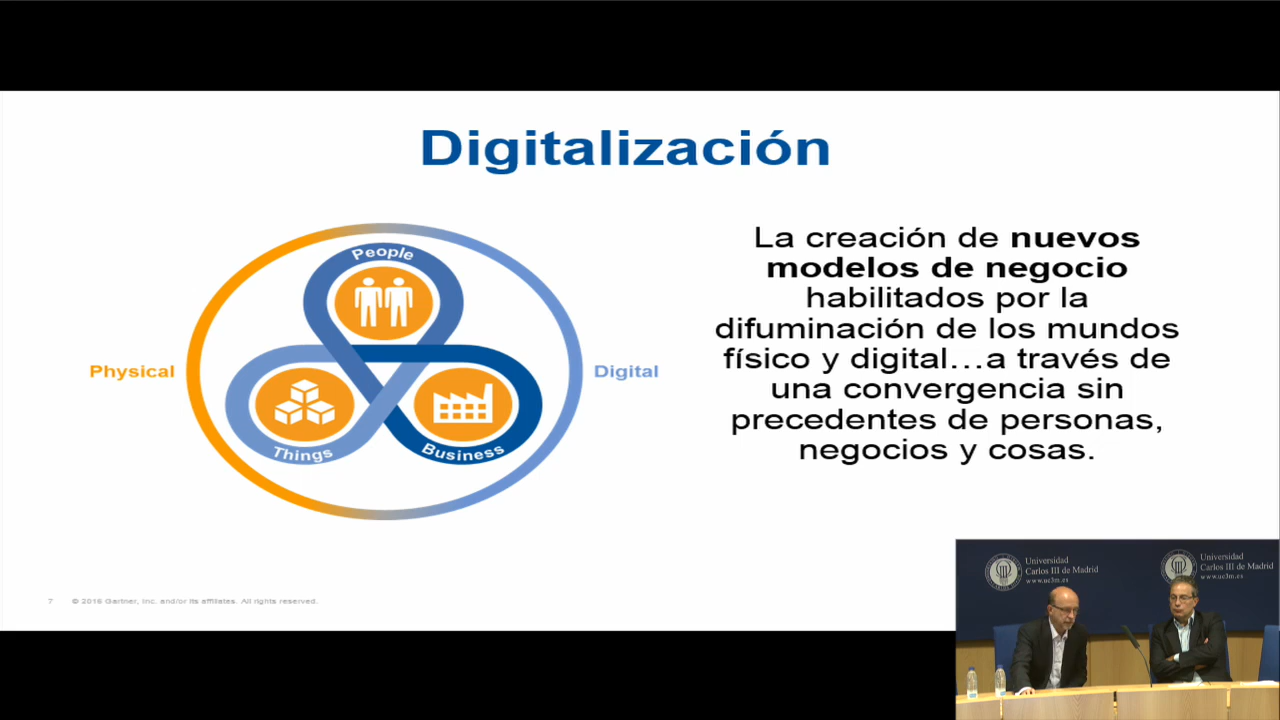 Digitalización
People
Physical
Digital
Things
Business
La creación de nuevos
modelos de negocio
habilitados por la
difuminación de los mundos
físico y digital…a través de
una convergencia sin
precedentes de personas,
negocios y cosas.
7 © 2016 Gartner, Inc. and/or its affiliates. All rights reserved.
Universidad
Carlos III de Madrid
www.uc3m.es
Universidad
Carlos III de Madrid
www.uc3m.es